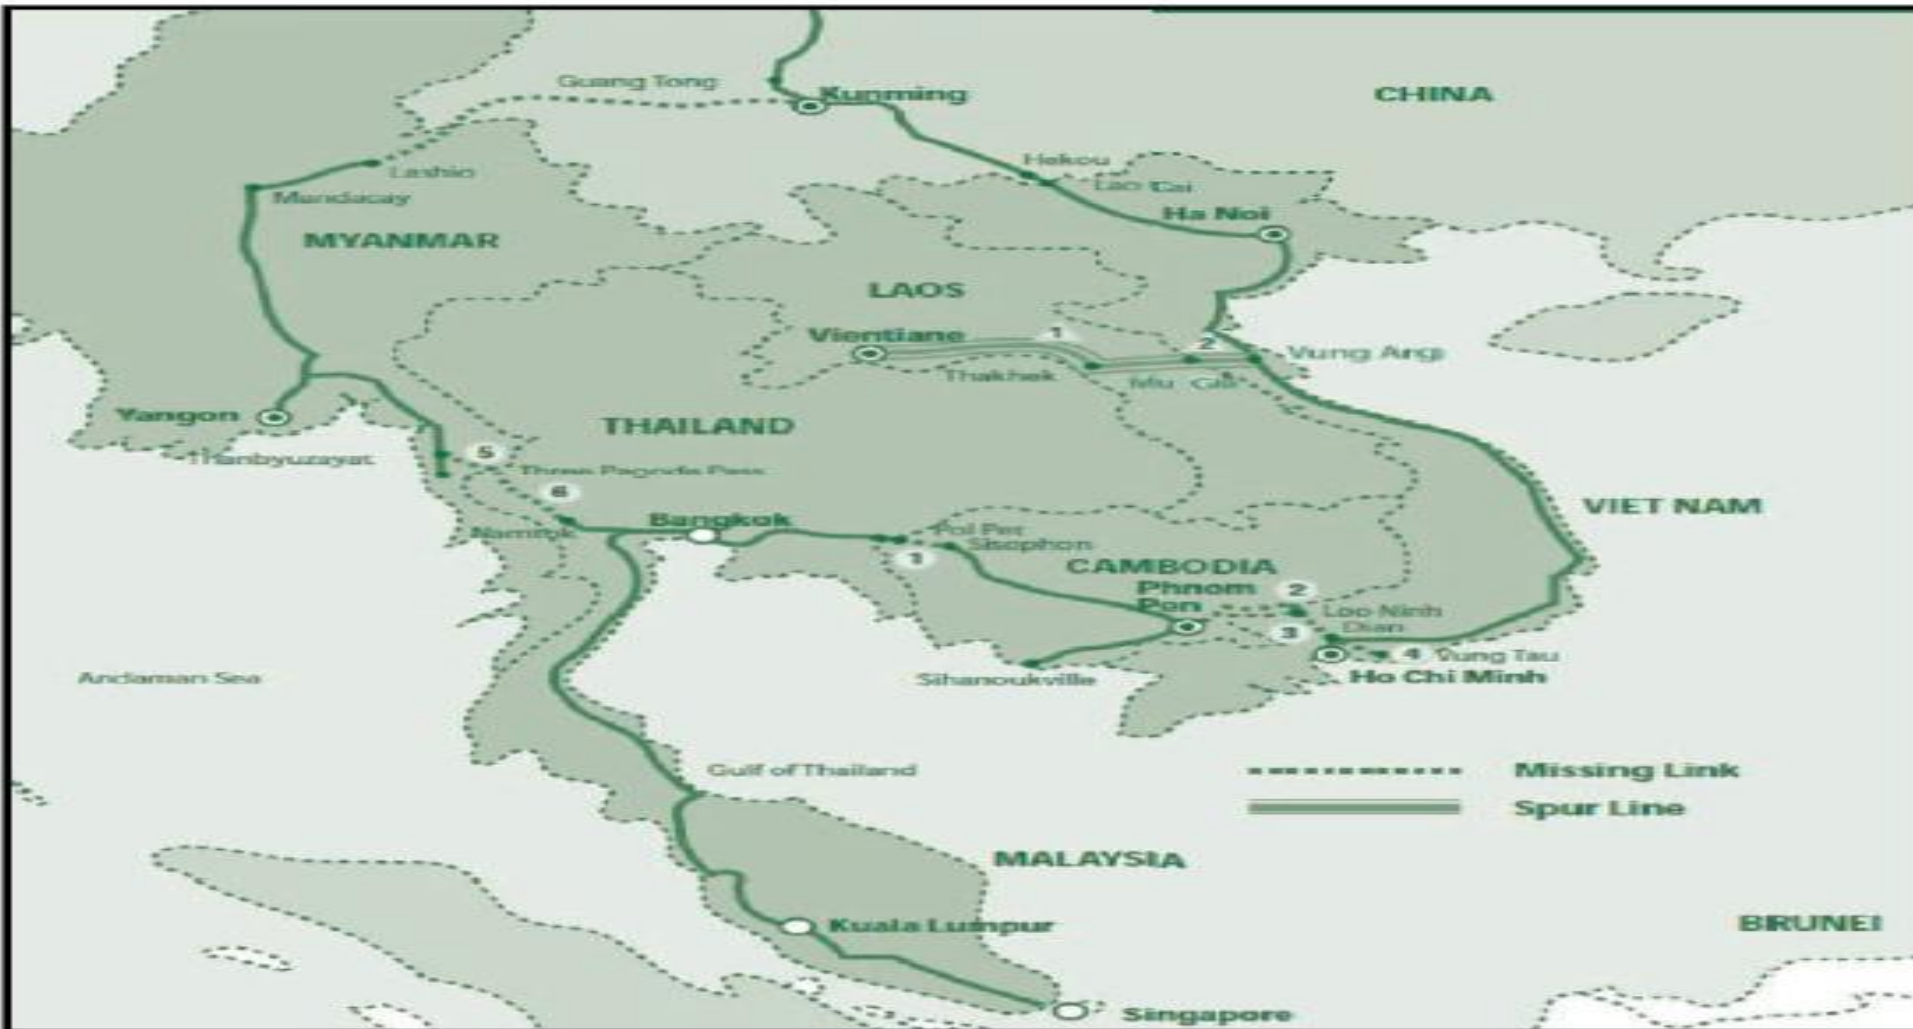 Guang Tong
Kunming
CHINA
Hekou
Lashio
Lao Cai
Mandacay
Ha Noi
MYANMAR
LAOS
Vientiane
1
2
Vung Ang
Thakhek
Mu Gia
Yangon
THAILAND
Thanbyuzayat
5
Three Pagoda Pass
6
VIET NAM
Bangkok
Namtok
Poi Pet
Sisophon
1
CAMBODIA
Phnom
Pen
2
Loc Ninh
Dian
3
4
Vung Tau
Ho Chi Minh
Andaman Sea
Sihanoukville
Gulf of Thailand
Missing Link
Spur Line
MALAYSIA
Kuala Lumpur
BRUNEI
Singapore